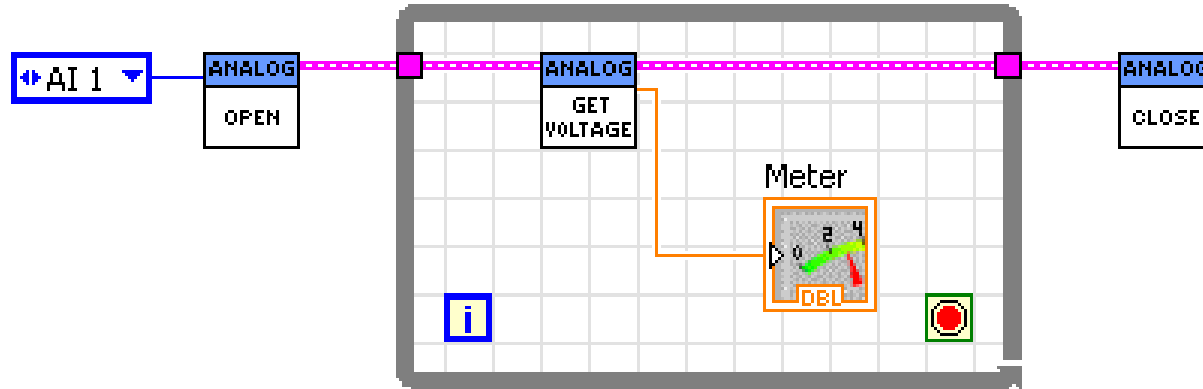 AI 1
ANALOG
OPEN
ANALOG
GET
VOLTAGE
Meter
0 2 4
DBL
i
ANALOG
CLOSE